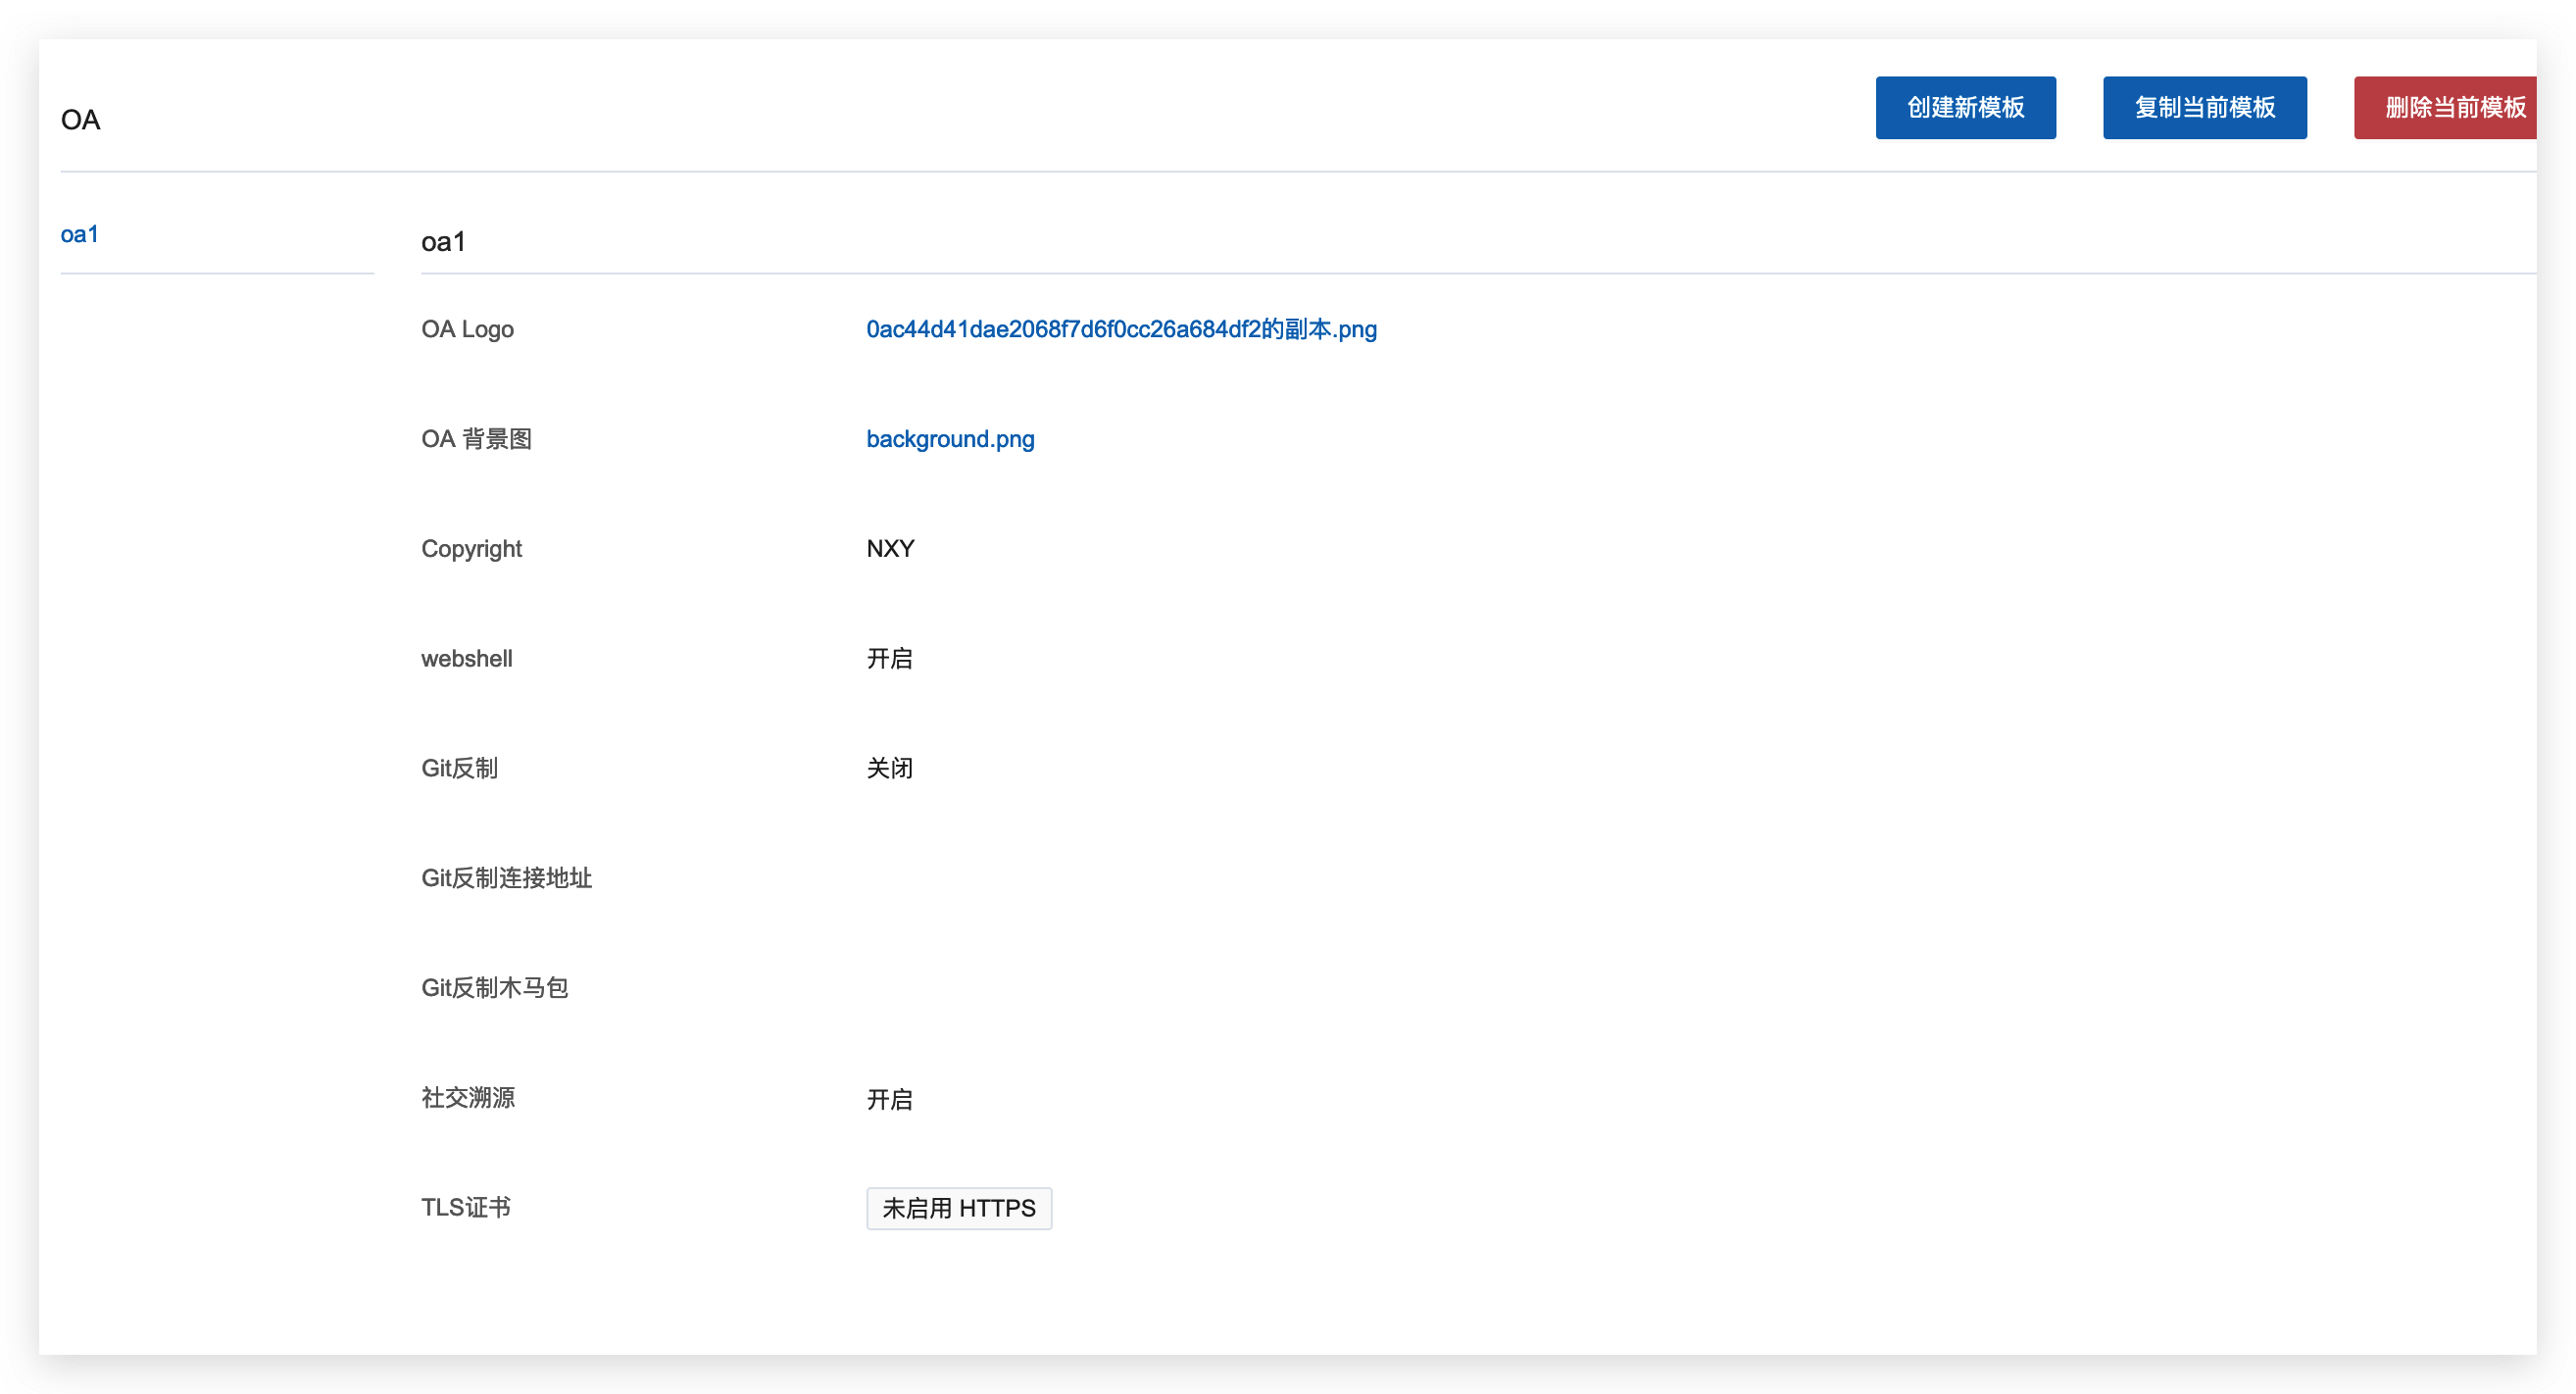 OA
创建新模板
复制当前模板
删除当前模板
oa1
oa1
OA Logo
0ac44d41dae2068f7d6f0cc26a684df2的副本.png
OA 背景图
background.png
Copyright
NXY
webshell
开启
Git反制
关闭
Git反制连接地址
Git反制木马包
社交溯源
开启
TLS证书
未启用 HTTPS